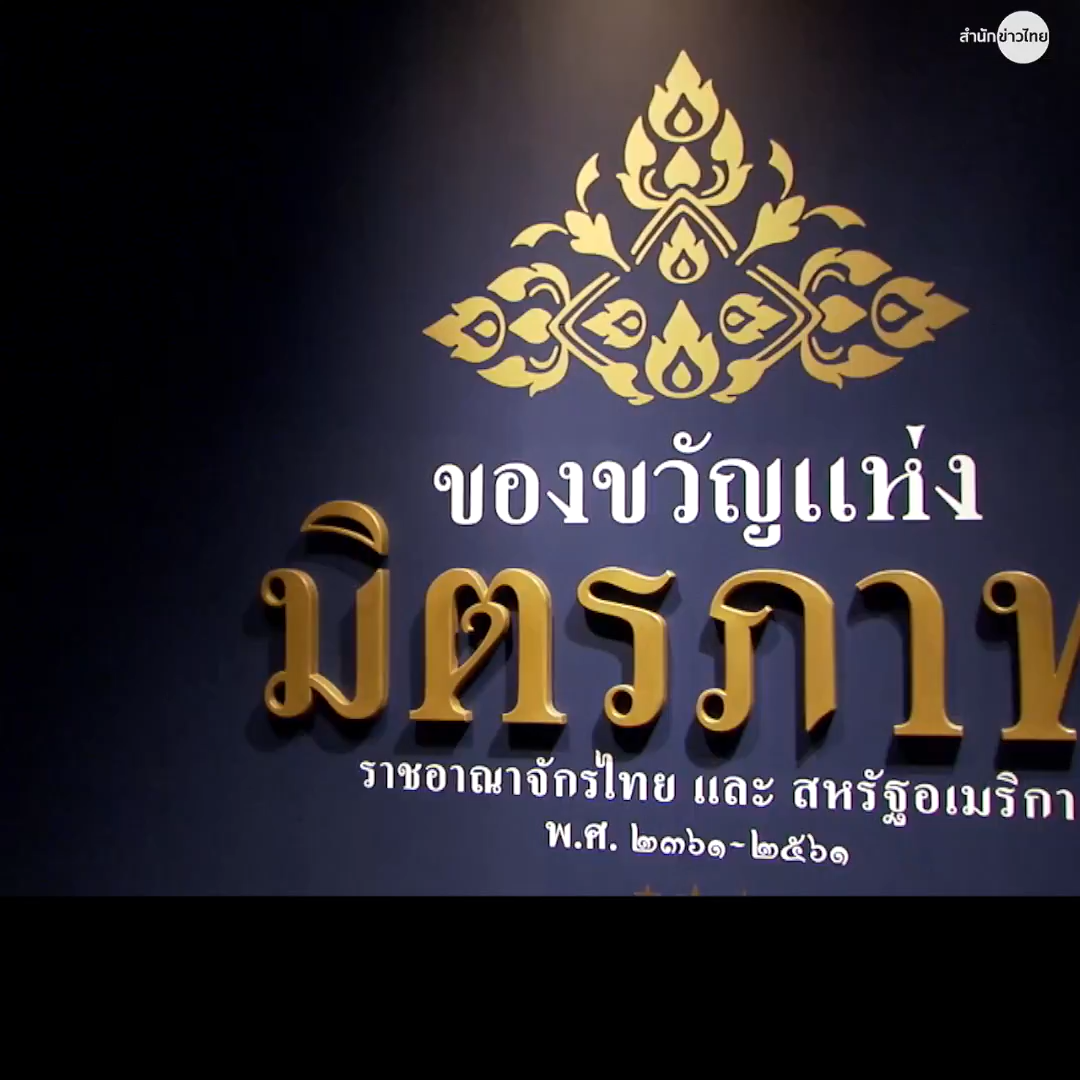 สำนักข่าวไทย
ของขวัญแห่ง
มิตรภาพ
ราชอาณาจักรไทย และ สหรัฐอเมริกา
พ.ศ. ๒๓๖๑-๒๕๖๑